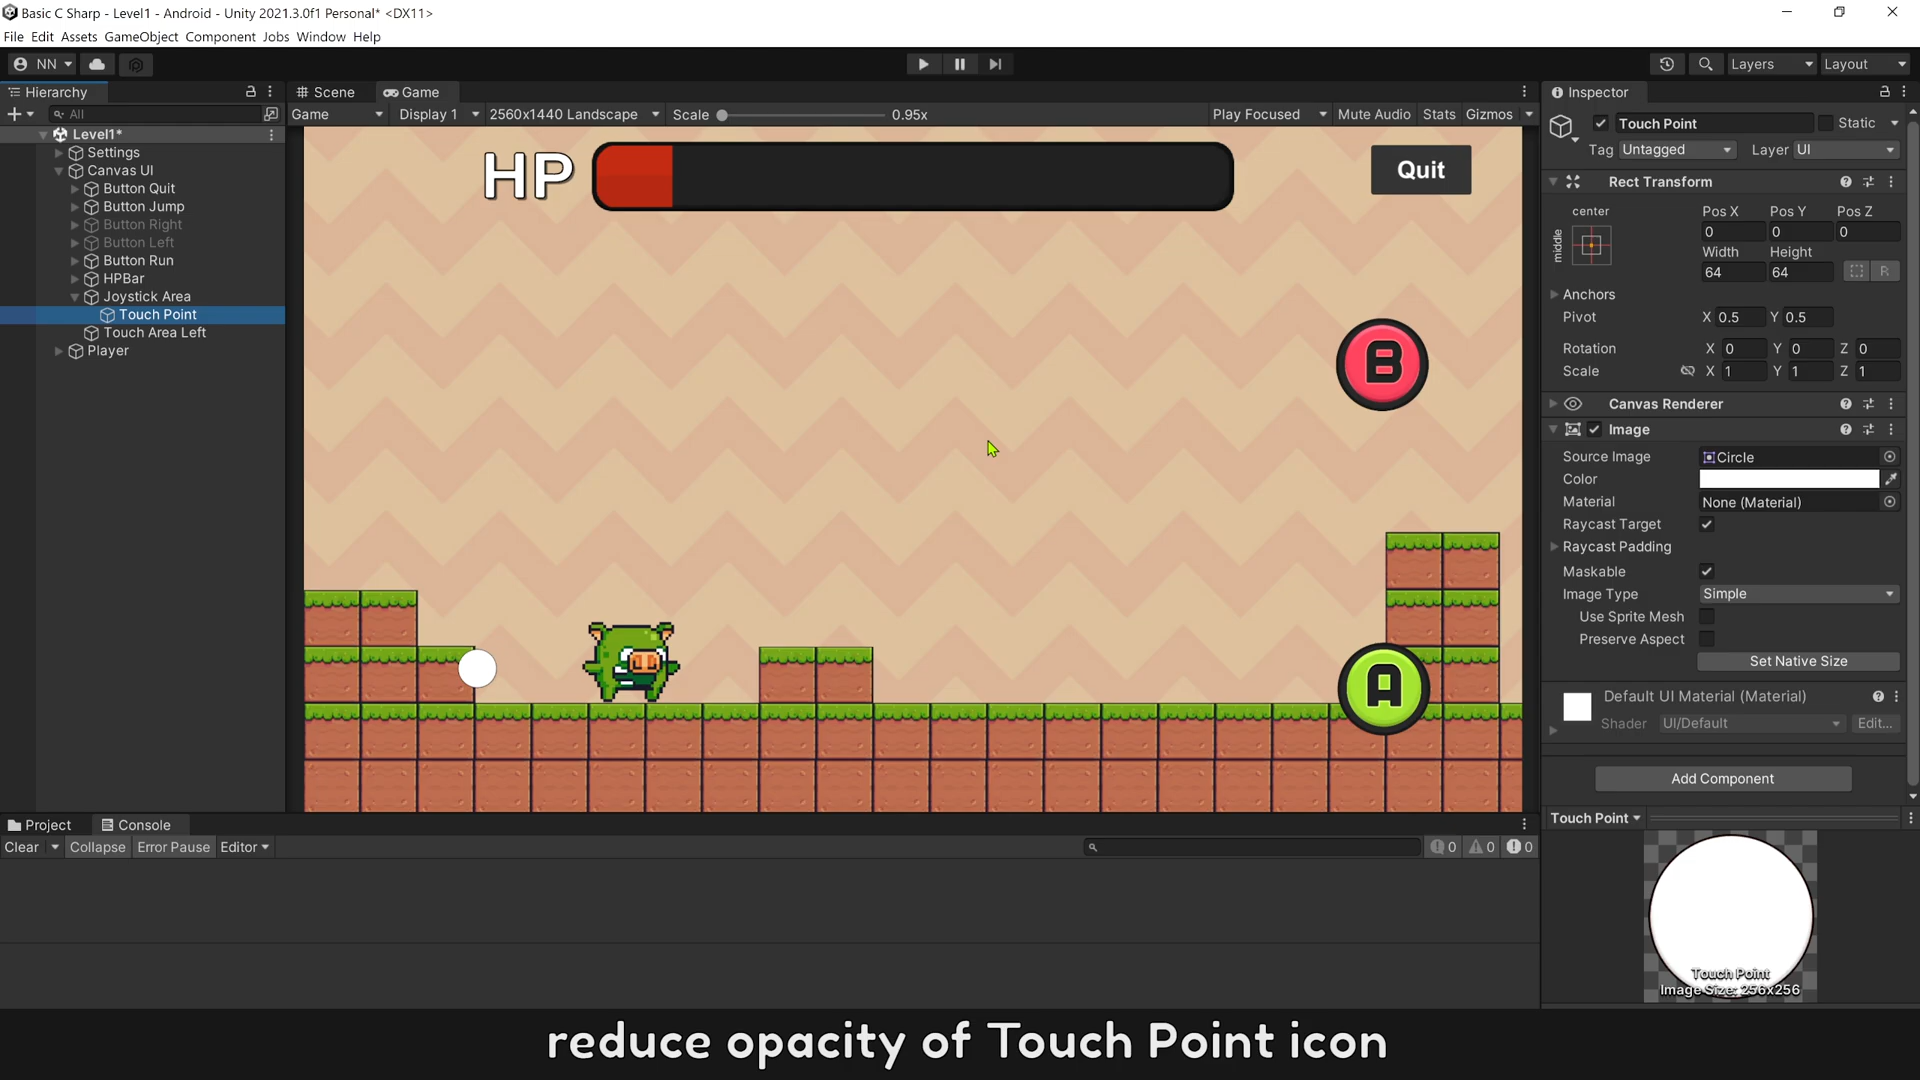 Basic C Sharp - Level1 - Android - Unity 2021.3.0f1 Personal* <DX11>
File Edit Assets GameObject Component Jobs Window Help
NN
Layers
Layout
Hierarchy
All
Level1*
Settings
Canvas UI
Button Quit
Button Jump
Button Right
Button Left
Button Run
HPBar
Joystick Area
Touch Point
Touch Area Left
Player
Scene
Game
Game Display 1 2560x1440 Landscape Scale 0.95x Play Focused Mute Audio Stats Gizmos
HP
Quit
B
A
Inspector
Touch Point Static
Tag Untagged Layer UI
Rect Transform
center
middle
Pos X Pos Y Pos Z
0 0 0
Width Height
64 64 R
Anchors
Pivot X 0.5 Y 0.5
Rotation X 0 Y 0 Z 0
Scale X 1 Y 1 Z 1
Canvas Renderer
Image
Source Image Circle
Color
Material None (Material)
Raycast Target
Raycast Padding
Maskable
Image Type Simple
Use Sprite Mesh
Preserve Aspect
Set Native Size
Default UI Material (Material)
Shader UI/Default Edit...
Add Component
Touch Point
Touch Point
Image Size: 256x256
Project Console
Clear Collapse Error Pause Editor
0 0 0
reduce opacity of Touch Point icon